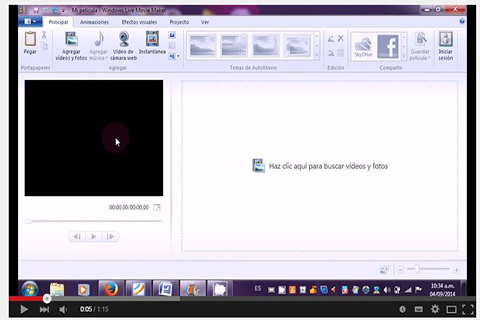 Mi película - Windows Live Movie Maker
Principal Animaciones Efectos visuales Proyecto Ver
Pegar
Agregar vídeos y fotos
Agregar música
Vídeo de cámara web
Instantánea
SkyDrive
Guardar película
Iniciar sesión
Portapapeles Agregar Temas de AutoMovie Edición Compartir
Haz clic aquí para buscar vídeos y fotos
00:00,00/00:00,00
ES
10:34 a.m.
04/09/2014
0:05 / 1:15